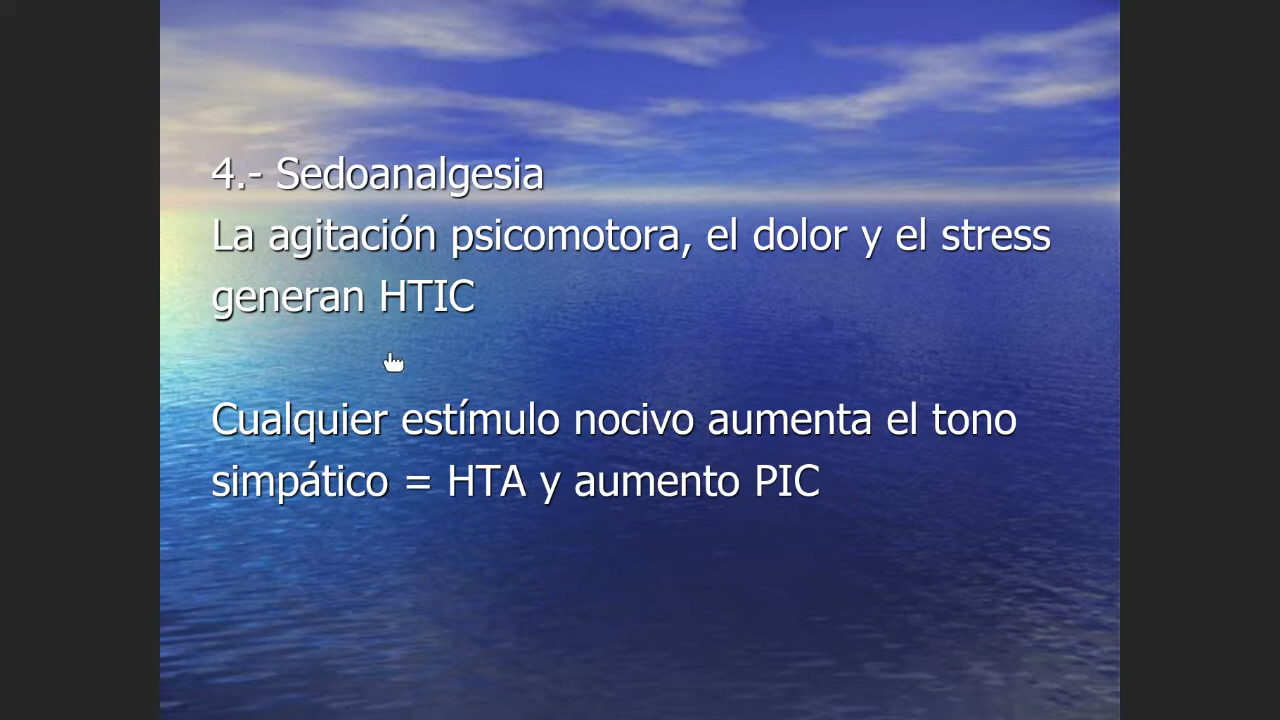 4.- Sedoanalgesia
La agitación psicomotora, el dolor y el stress
generan HTIC
Cualquier estímulo nocivo aumenta el tono
simpático = HTA y aumento PIC